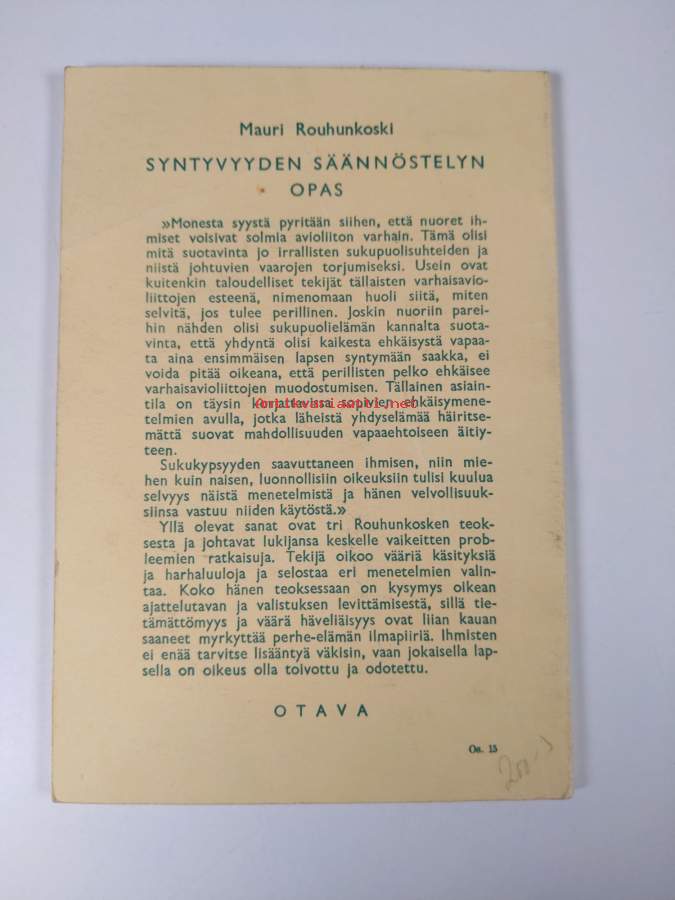 Mauri Rouhunkoski
SYNTYVYYDEN SÄÄNNÖSTELYN
OPAS
»Monesta syystä pyritään siihen, että nuoret ih-
miset voisivat solmia avioliiton varhain. Tämä olisi
mitä suotavinta jo irrallisten sukupuolisuhteiden ja
niistä johtuvien vaarojen torjumiseksi. Usein ovat
kuitenkin taloudelliset tekijät tällaisten varhaisavio-
liittojen esteenä, nimenomaan huoli siitä, miten
selvitä, jos tulee perillinen. Joskin nuoriin parei-
hin nähden olisi sukupuolielämän kannalta suota-
vinta, että yhdyntä olisi kaikesta ehkäisystä vapaa-
ta aina ensimmäisen lapsen syntymään saakka, ei
voida pitää oikeana, että perillisten pelko ehkäisee
varhaisavioliittojen muodostumisen. Tällainen asiain-
tila on täysin korjattavissa sopivien ehkäisymene-
telmien avulla, jotka läheistä yhdyselämää häiritse-
mättä suovat mahdollisuuden vapaaehtoiseen äitiy-
teen.
Sukukypsyyden saavuttaneen ihmisen, niin mie-
hen kuin naisen, luonnollisiin oikeuksiin tulisi kuulua
selvyys näistä menetelmistä ja hänen velvollisuuk-
siinsa vastuu niiden käytöstä.»
Yllä olevat sanat ovat tri Rouhunkosken teok-
sesta ja johtavat lukijansa keskelle vaikeitten prob-
leemien ratkaisuja. Tekijä oikoo vääriä käsityksiä
ja harhaluuloja ja selostaa eri menetelmien valin-
taa. Koko hänen teoksessaan on kysymys oikean
ajattelutavan ja valistuksen levittämisestä, sillä tie-
tämättömyys ja väärä häveliäisyys ovat liian kauan
saaneet myrkyttää perhe-elämän ilmapiiriä. Ihmisten
ei enää tarvitse lisääntyä väkisin, vaan jokaisella lap-
sella on oikeus olla toivottu ja odotettu.
OTAVA
Os. 15